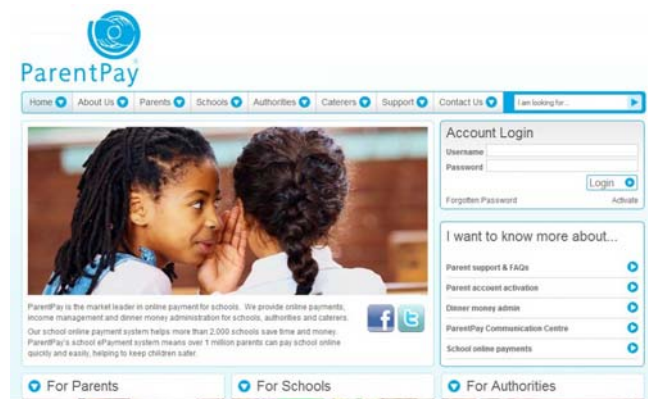 ParentPay
Home About Us Parents Schools Authorities Caterers Support Contact Us I am looking for...
Account Login
Username
Password
Login
Forgotten Password Activate
I want to know more about...
Parent support & FAQs
Parent account activation
Dinner money admin
ParentPay Communication Centre
School online payments
ParentPay is the market leader in online payment for schools. We provide online payments,
income management and dinner money administration for schools, authorities and caterers.
Our school online payment system helps more than 2,000 schools save time and money.
ParentPay's school ePayment system means over 1 million parents can pay school online
quickly and easily, helping to keep children safer.
f t
For Parents For Schools For Authorities